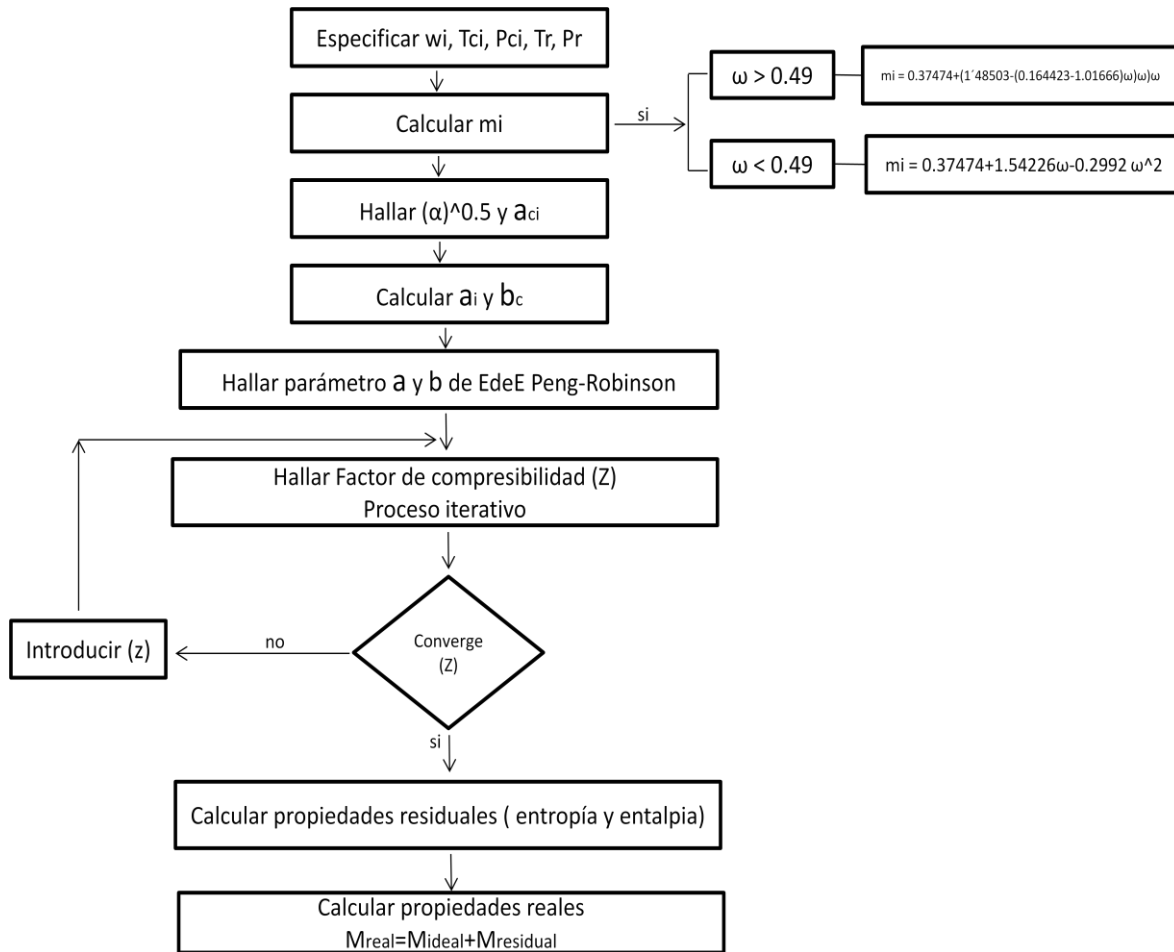 Especificar wi, Tci, Pci, Tr, Pr
ω > 0.49
mi = 0.37474+(1´48503-(0.164423-1.01666)ω)ω)ω
Calcular mi
si
ω < 0.49
mi = 0.37474+1.54226ω-0.2992 ω^2
Hallar (α)^0.5 y aci
Calcular ai y bc
Hallar parámetro a y b de EdeE Peng-Robinson
Hallar Factor de compresibilidad (Z)
Proceso iterativo
Introducir (z)
no
Converge
(Z)
si
Calcular propiedades residuales ( entropía y entalpia)
Calcular propiedades reales
Mreal=Mideal+Mresidual